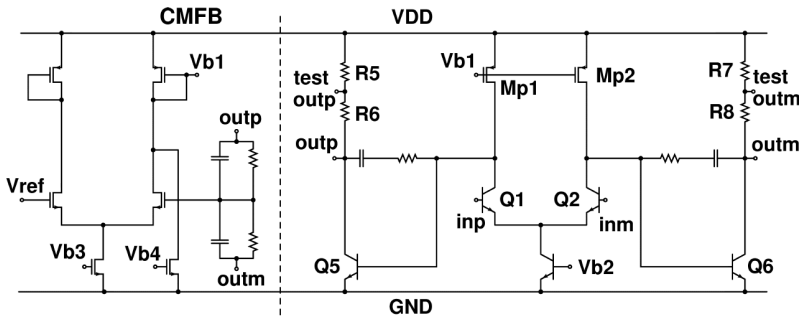 CMFB
VDD
Vb1
outp
Vref
Vb3
Vb4
outm
test
outp
R5
R6
outp
Vb1
Mp1
Mp2
Q1
Q2
inp
inm
Q5
Vb2
Q6
R7
R8
test
outm
outm
GND